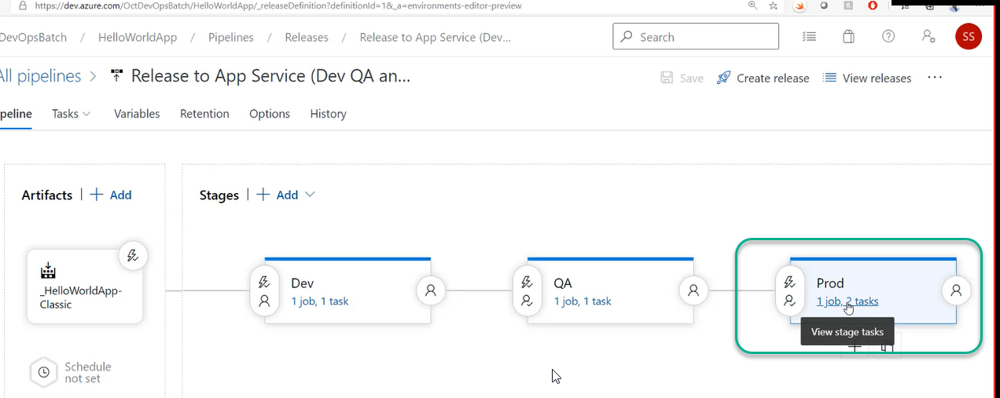 https://dev.azure.com/OctDevOpsBatch/HelloWorldApp/_releaseDefinition?definitionId=1&_a=environments-editor-preview
DevOpsBatch / HelloWorldApp / Pipelines / Releases / Release to App Service (Dev... Search SS
All pipelines > Release to App Service (Dev QA an... Save Create release View releases ...
peline Tasks Variables Retention Options History
Artifacts | + Add Stages | + Add
Dev QA Prod
_HelloWorldApp-
Classic
1 job, 1 task 1 job, 1 task 1 job, 2 tasks
View stage tasks
Schedule
not set